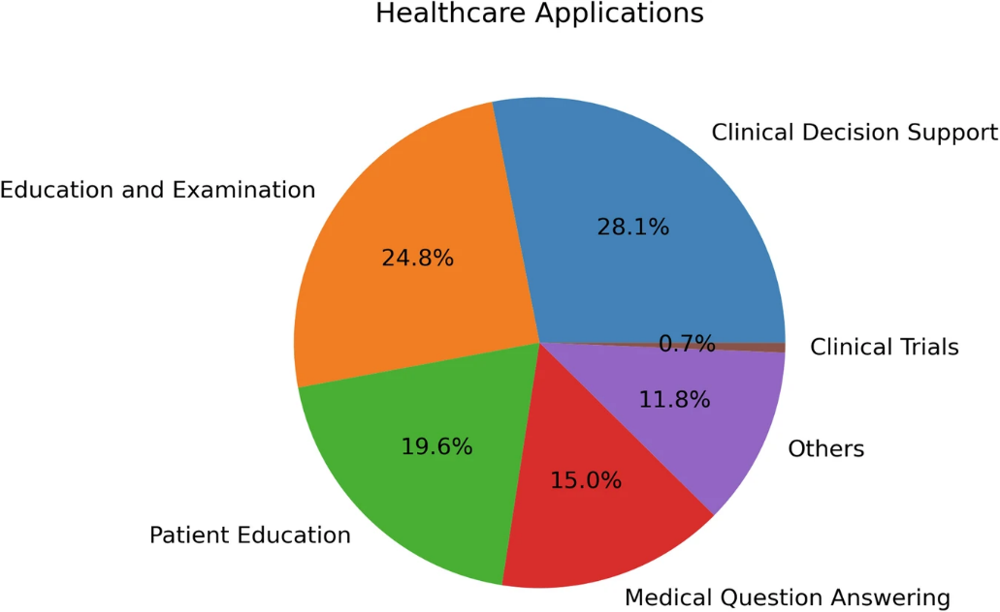 Healthcare Applications
Clinical Decision Support
Education and Examination
28.1%
24.8%
0.7%
Clinical Trials
11.8%
Others
19.6%
15.0%
Patient Education
Medical Question Answering